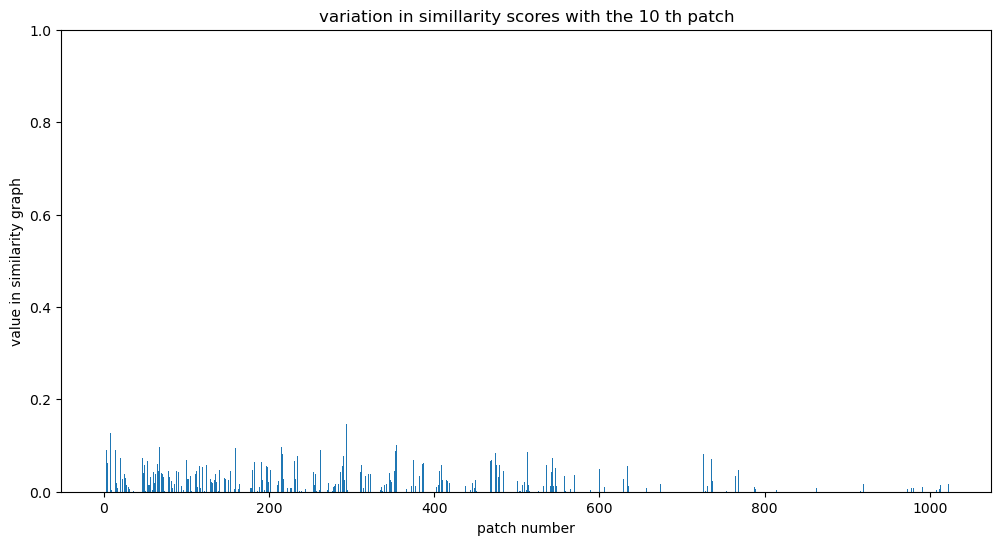 variation in simillarity scores with the 10 th patch
1.0
0.8
0.6
0.4
0.2
0.0
value in similarity graph
0 200 400 600 800 1000
patch number